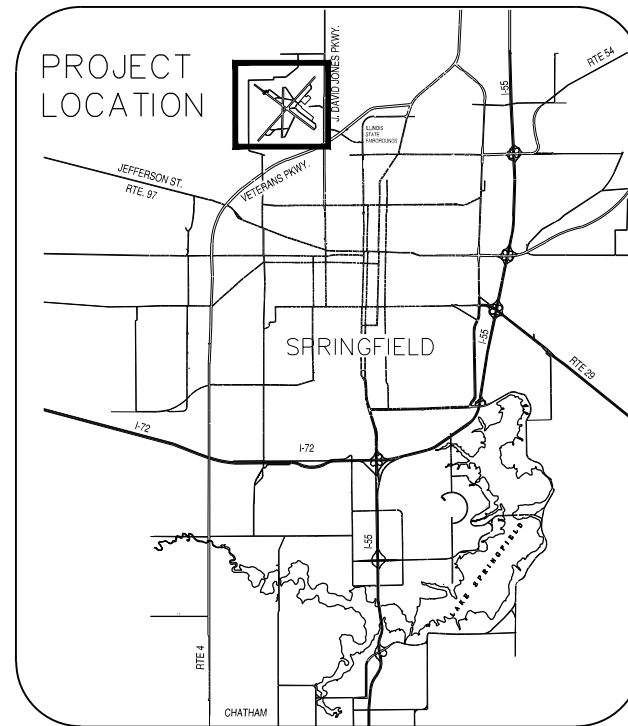 PROJECT
LOCATION
J. DAVID JONES PKWY.
I-55
RTE 54
ILLINOIS
STATE
FAIRGROUNDS
JEFFERSON ST.
RTE. 97
VETERANS PKWY.
SPRINGFIELD
I-55
RTE 29
I-72
I-72
I-55
LAKE SPRINGFIELD
RTE 4
CHATHAM